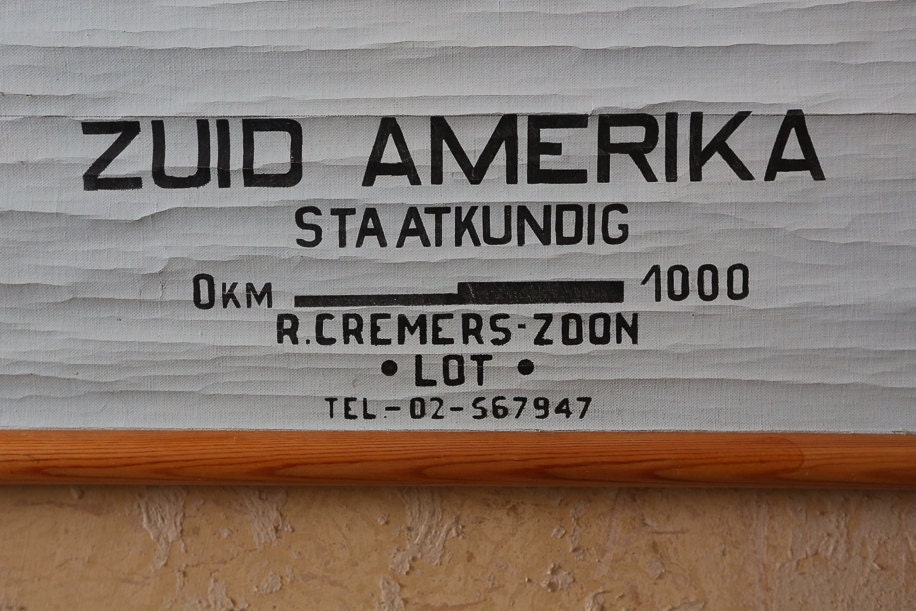 ZUID AMERIKA
STAATKUNDIG
0KM 1000
R.CREMERS-ZOON
• LOT •
TEL.-02-567947